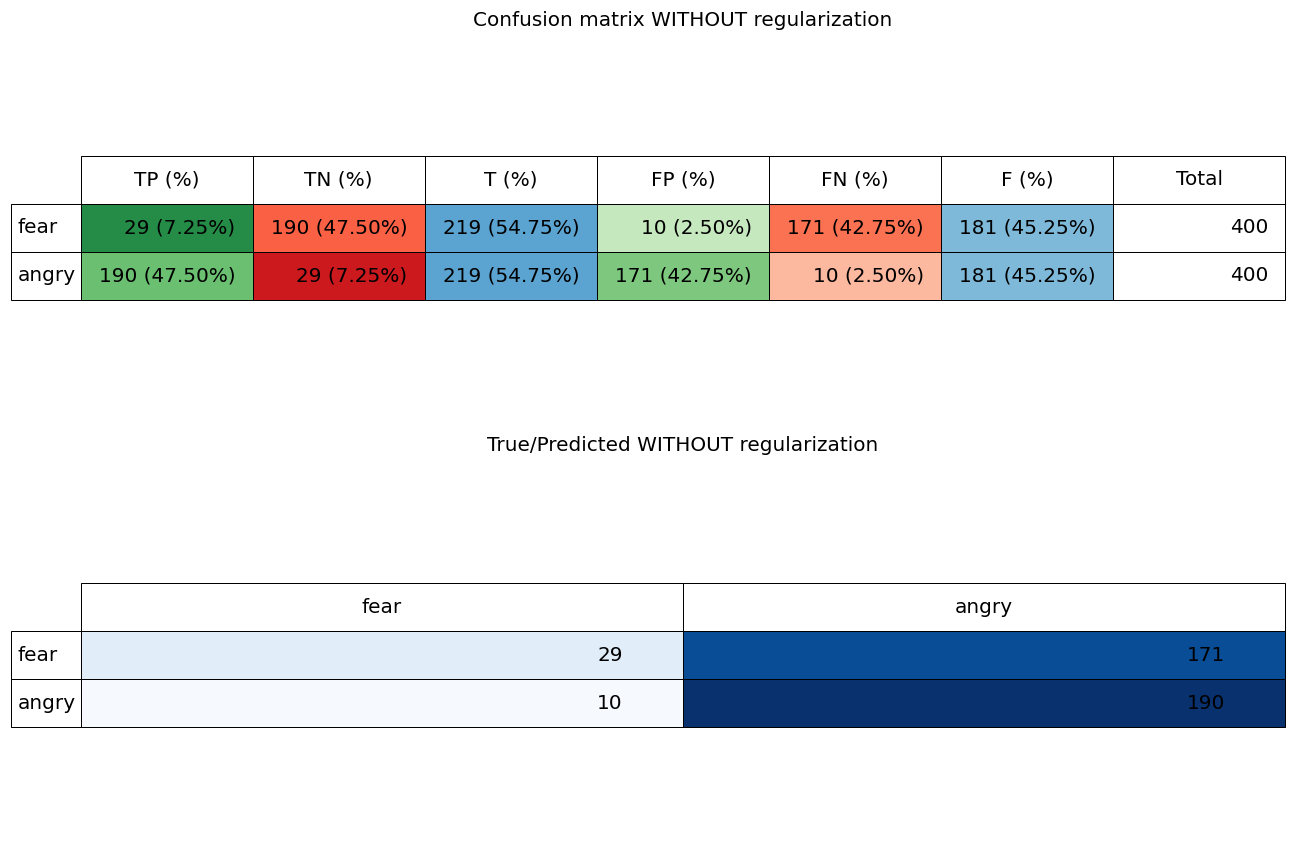 Confusion matrix WITHOUT regularization
TP (%) TN (%) T (%) FP (%) FN (%) F (%) Total
fear 29 (7.25%) 190 (47.50%) 219 (54.75%) 10 (2.50%) 171 (42.75%) 181 (45.25%) 400
angry 190 (47.50%) 29 (7.25%) 219 (54.75%) 171 (42.75%) 10 (2.50%) 181 (45.25%) 400
True/Predicted WITHOUT regularization
fear angry
fear 29 171
angry 10 190